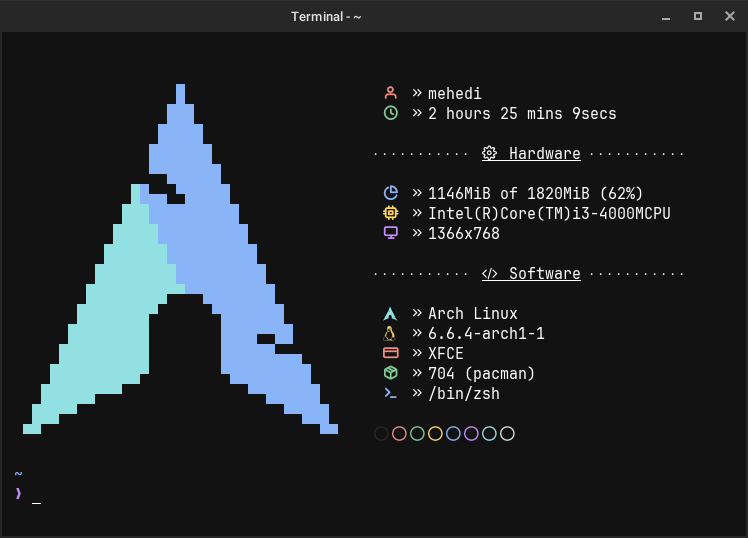 Terminal - ~
» mehedi
» 2 hours 25 mins 9secs
··········· Hardware ···········
» 1146MiB of 1820MiB (62%)
» Intel(R)Core(TM)i3-4000MCPU
» 1366x768
··········· </> Software ···········
» Arch Linux
» 6.6.4-arch1-1
» XFCE
» 704 (pacman)
» /bin/zsh
~
❯ _